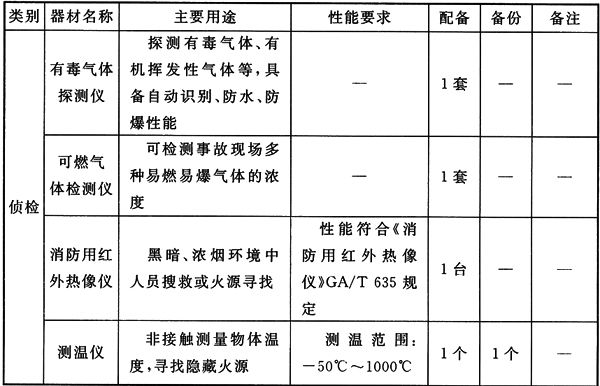 类别 器材名称 主要用途 性能要求 配备 备份 备注
侦检
有毒气体
探测仪
探测有毒气体、有
机挥发性气体等,具
备自动识别、防水、防
爆性能
— 1套 — —
可燃气
体检测仪
可检测事故现场多
种易燃易爆气体的浓
度
— 1套 — —
消防用红
外热像仪
黑暗、浓烟环境中
人员搜救或火源寻找
性能符合《消
防用红外热像
仪》GA/T 635 规
定
1台 — —
测温仪
非接触测量物体温
度,寻找隐藏火源
测温范围:
-50℃~1000℃
1个 1个 —